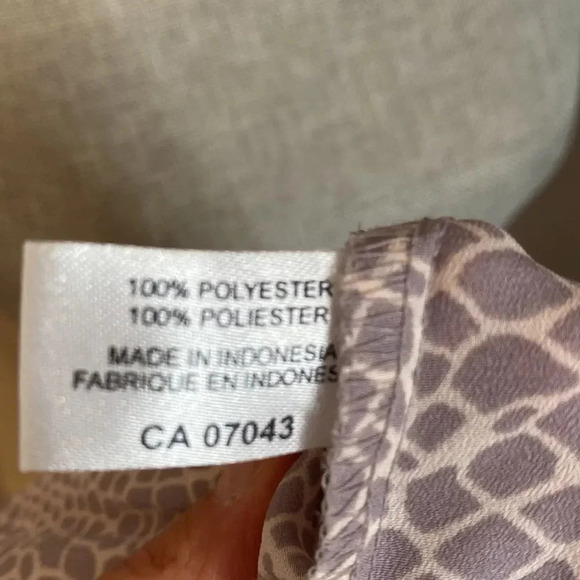 100% POLYESTER
100% POLIESTER
MADE IN INDONESIA
FABRIQUE EN INDONES
CA 07043